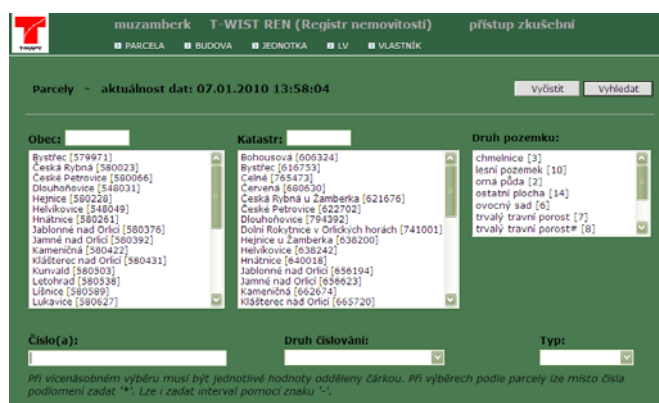 muzamberk T-WIST REN (Registr nemovitostí) přístup zkušební
T-MAPY
PARCELA BUDOVA JEDNOTKA LV VLASTNÍK
Parcely - aktuálnost dat: 07.01.2010 13:58:04
Vyčistit Vyhledat
Obec:
Bystřec [579971]
Česká Rybná [580023]
České Petrovice [580066]
Dlouhoňovice [548031]
Hejnice [580228]
Helvíkovice [548049]
Hnátnice [580261]
Jablonné nad Orlicí [580376]
Jamné nad Orlicí [580392]
Kameničná [580422]
Klášterec nad Orlicí [580431]
Kunvald [580503]
Letohrad [580538]
Lišnice [580589]
Lukavice [580627]
Katastr:
Bohousová [606324]
Bystřec [616753]
Celné [765473]
Červená [680630]
Česká Rybná u Žamberka [621676]
České Petrovice [622702]
Dlouhoňovice [794392]
Dolní Rokytnice v Orlických horách [741001]
Hejnice u Žamberka [638200]
Helvíkovice [638242]
Hnátnice [640018]
Jablonné nad Orlicí [656194]
Jamné nad Orlicí [656623]
Kameničná [662674]
Klášterec nad Orlicí [665720]
Druh pozemku:
chmelnice [3]
lesní pozemek [10]
orná půda [2]
ostatní plocha [14]
ovocný sad [6]
trvalý travní porost [7]
trvalý travní porost# [8]
Číslo(a): Druh číslování: Typ:
Při vícenásobném výběru musí být jednotlivé hodnoty odděleny čárkou. Při výběrech podle parcely lze místo čísla
podlomení zadat '*'. Lze i zadat interval pomocí znaku '-'.